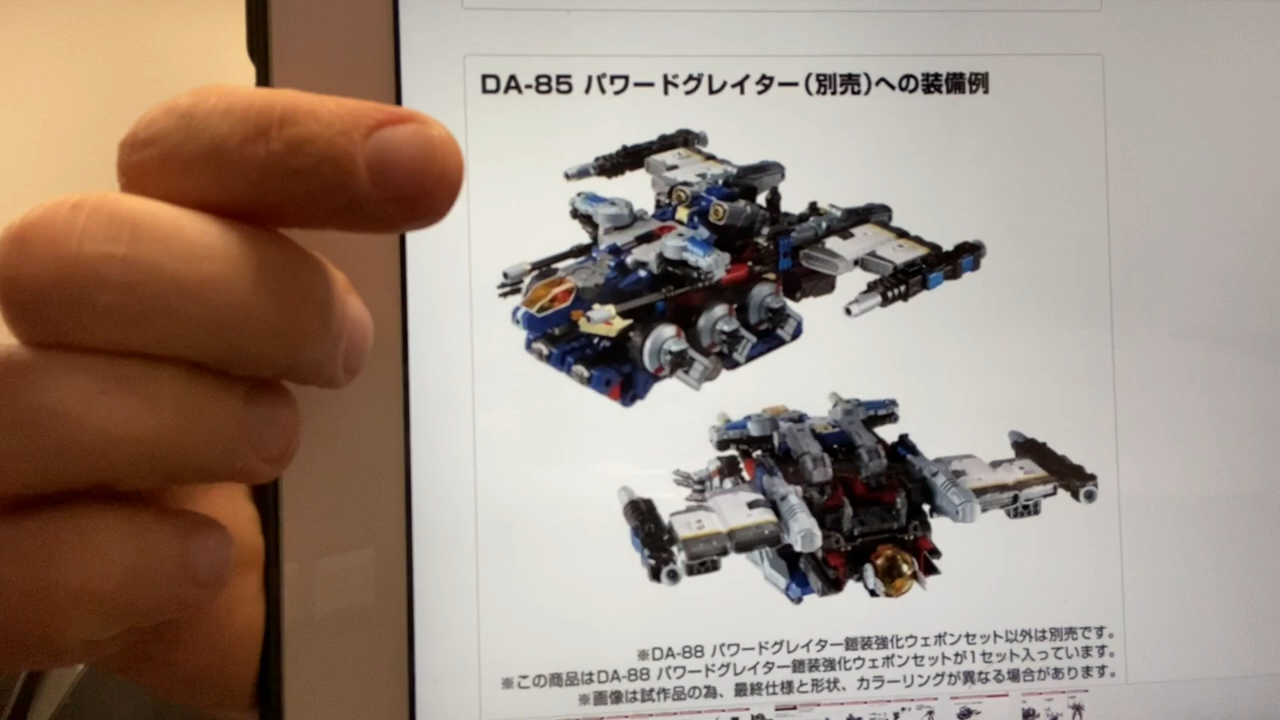 DA-85 パワードグレイター(別売)への装備例
※DA-88 パワードグレイター鎧装強化ウェポンセット以外は別売です。
※この商品はDA-88 パワードグレイター鎧装強化ウェポンセットが1セット入っています。
※画像は試作品の為、最終仕様と形状、カラーリングが異なる場合があります。